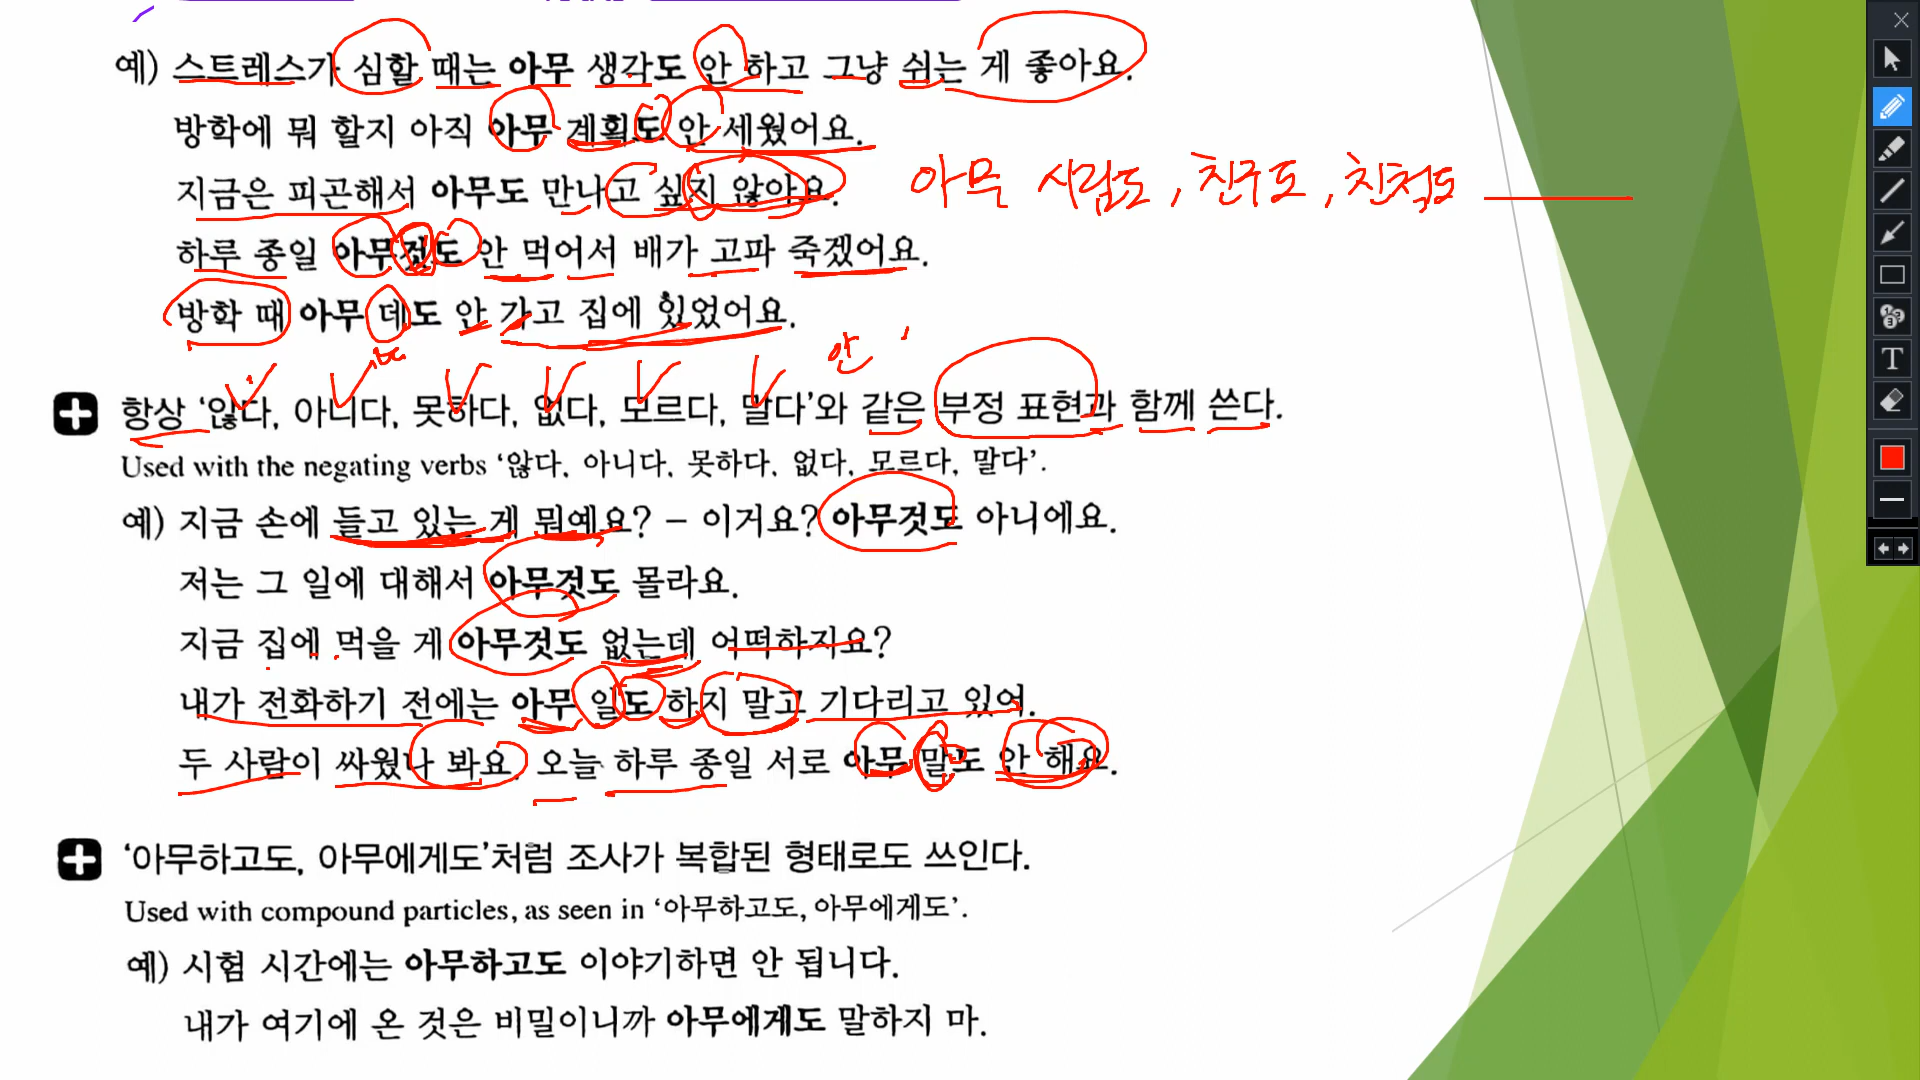 예) 스트레스가 심할 때는 아무 생각도 안 하고 그냥 쉬는 게 좋아요.
방학에 뭐 할지 아직 아무 계획도 안 세웠어요.
지금은 피곤해서 아무도 만나고 싶지 않아요.
아무 사람도, 친구도, 친척도
하루 종일 아무것도 안 먹어서 배가 고파 죽겠어요.
방학 때 아무 데도 안 가고 집에 있었어요.
안
항상 ‘않다, 아니다, 못하다, 없다, 모르다, 말다’와 같은 부정 표현과 함께 쓴다.
Used with the negating verbs ‘않다, 아니다, 못하다, 없다, 모르다, 말다’.
예) 지금 손에 들고 있는 게 뭐예요? – 이거요? 아무것도 아니에요.
저는 그 일에 대해서 아무것도 몰라요.
지금 집에 먹을 게 아무것도 없는데 어떡하지요?
내가 전화하기 전에는 아무 일도 하지 말고 기다리고 있어.
두 사람이 싸웠나 봐요. 오늘 하루 종일 서로 아무 말도 안 해요.
‘아무하고도, 아무에게도’처럼 조사가 복합된 형태로도 쓰인다.
Used with compound particles, as seen in ‘아무하고도, 아무에게도’.
예) 시험 시간에는 아무하고도 이야기하면 안 됩니다.
내가 여기에 온 것은 비밀이니까 아무에게도 말하지 마.